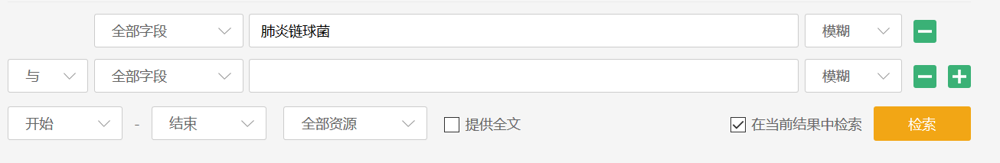 全部字段 肺炎链球菌 模糊
与 全部字段 模糊
开始 - 结束 全部资源 提供全文 在当前结果中检索 检索